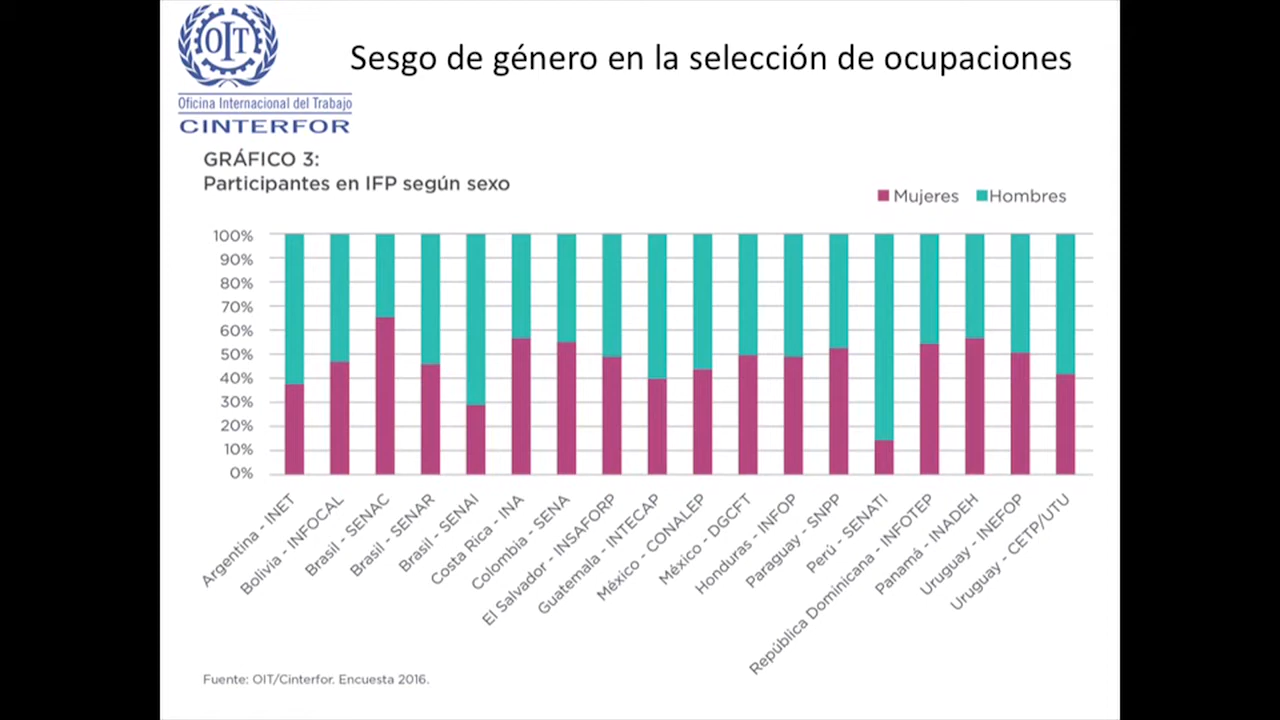 OIT
Oficina Internacional del Trabajo
CINTERFOR
Sesgo de género en la selección de ocupaciones
GRÁFICO 3:
Participantes en IFP según sexo
Mujeres Hombres
100%
90%
80%
70%
60%
50%
40%
30%
20%
10%
0%
Argentina - INET
Bolivia - INFOCAL
Brasil - SENAC
Brasil - SENAR
Brasil - SENAI
Costa Rica - INA
Colombia - SENA
El Salvador - INSAFORP
Guatemala - INTECAP
México - CONALEP
México - DGCFT
Honduras - INFOP
Paraguay - SNPP
Perú - SENATI
República Dominicana - INFOTEP
Panamá - INADEH
Uruguay - INEFOP
Uruguay - CETP/UTU
Fuente: OIT/Cinterfor. Encuesta 2016.